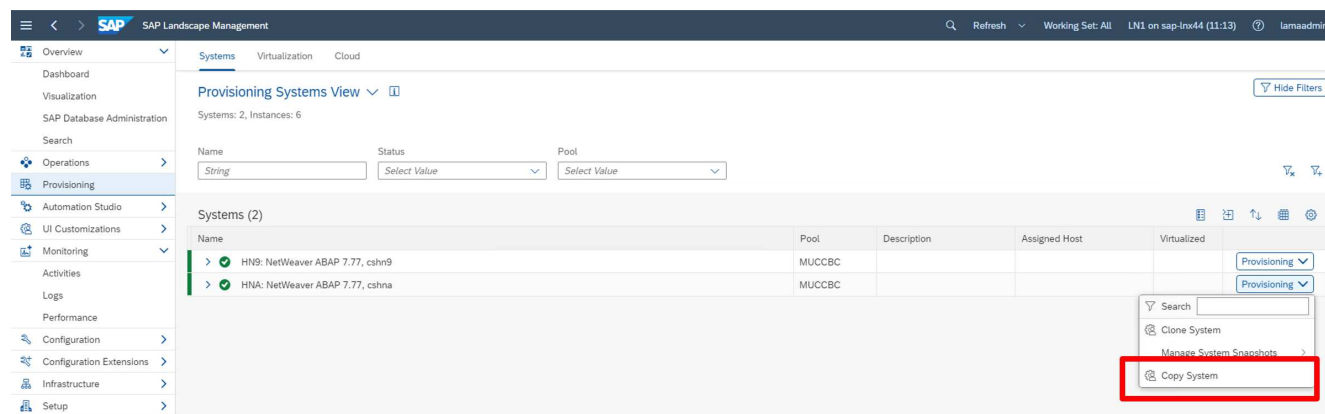 SAP SAP Landscape Management Refresh Working Set: All LN1 on sap-lnx44 (11:13) lamaadmin
Overview
Dashboard
Visualization
SAP Database Administration
Search
Operations
Provisioning
Automation Studio
UI Customizations
Monitoring
Activities
Logs
Performance
Configuration
Configuration Extensions
Infrastructure
Setup
Systems Virtualization Cloud
Provisioning Systems View
Hide Filters
Systems: 2, Instances: 6
Name Status Pool
String Select Value Select Value
Systems (2)
Name Pool Description Assigned Host Virtualized
HN9: NetWeaver ABAP 7.77, cshn9 MUCCBC Provisioning
HNA: NetWeaver ABAP 7.77, cshna MUCCBC Provisioning
Search
Clone System
Manage System Snapshots
Copy System